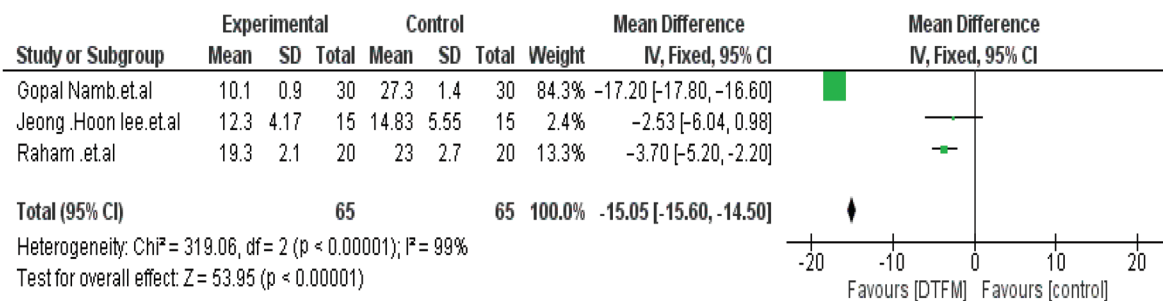 Experimental Control Mean Difference Mean Difference
Study or Subgroup Mean SD Total Mean SD Total Weight IV, Fixed, 95% CI IV, Fixed, 95% CI
Gopal Namb.et.al 10.1 0.9 30 27.3 1.4 30 84.3% −17.20 [−17.80, −16.60]
Jeong .Hoon lee.et.al 12.3 4.17 15 14.83 5.55 15 2.4% −2.53 [−6.04, 0.98]
Raham .et.al 19.3 2.1 20 23 2.7 20 13.3% −3.70 [−5.20, −2.20]
Total (95% CI) 65 65 100.0% -15.05 [-15.60, -14.50]
Heterogeneity: Chi² = 319.06, df = 2 (p < 0.00001); I² = 99%
Test for overall effect: Z = 53.95 (p < 0.00001)
-20 -10 0 10 20
Favours [DTFM] Favours [control]